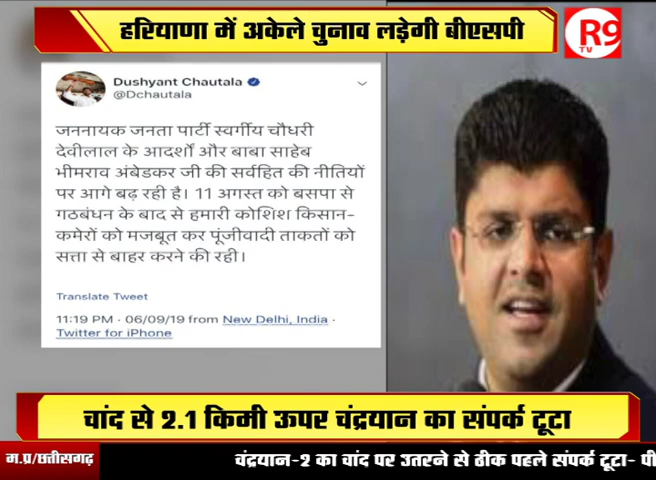 हरियाणा में अकेले चुनाव लड़ेगी बीएसपी
R9
TV
Dushyant Chautala
@Dchautala
जननायक जनता पार्टी स्वर्गीय चौधरी
देवीलाल के आदर्शों और बाबा साहेब
भीमराव अंबेडकर जी की सर्वहित की नीतियों
पर आगे बढ़ रही है। 11 अगस्त को बसपा से
गठबंधन के बाद से हमारी कोशिश किसान-
कमेरों को मजबूत कर पूंजीवादी ताकतों को
सत्ता से बाहर करने की रही।
Translate Tweet
11:19 PM · 06/09/19 from New Delhi, India ·
Twitter for iPhone
चांद से 2.1 किमी ऊपर चंद्रयान का संपर्क टूटा
म.प्र/छत्तीसगढ़
चंद्रयान-2 का चांद पर उतरने से ठीक पहले संपर्क टूटा- पी